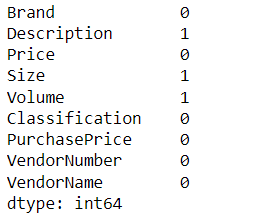 Brand 0
Description 1
Price 0
Size 1
Volume 1
Classification 0
PurchasePrice 0
VendorNumber 0
VendorName 0
dtype: int64